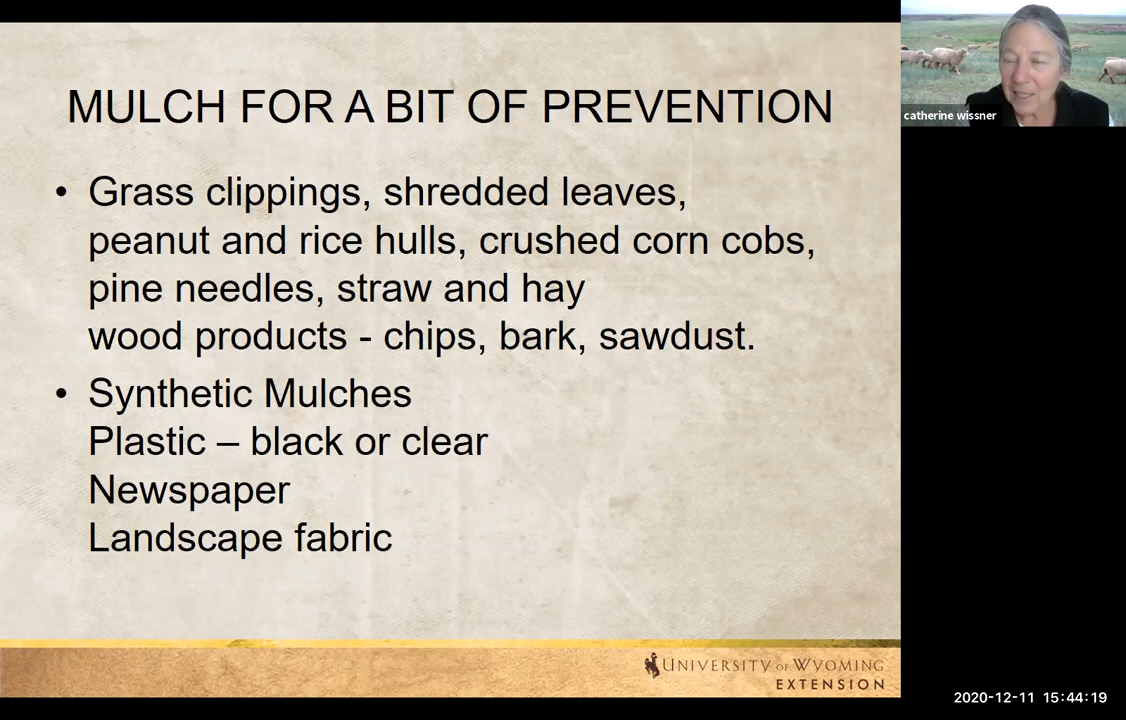 MULCH FOR A BIT OF PREVENTION
• Grass clippings, shredded leaves,
peanut and rice hulls, crushed corn cobs,
pine needles, straw and hay
wood products - chips, bark, sawdust.
• Synthetic Mulches
Plastic – black or clear
Newspaper
Landscape fabric
UNIVERSITY OF WYOMING
EXTENSION
catherine wissner
2020-12-11 15:44:19